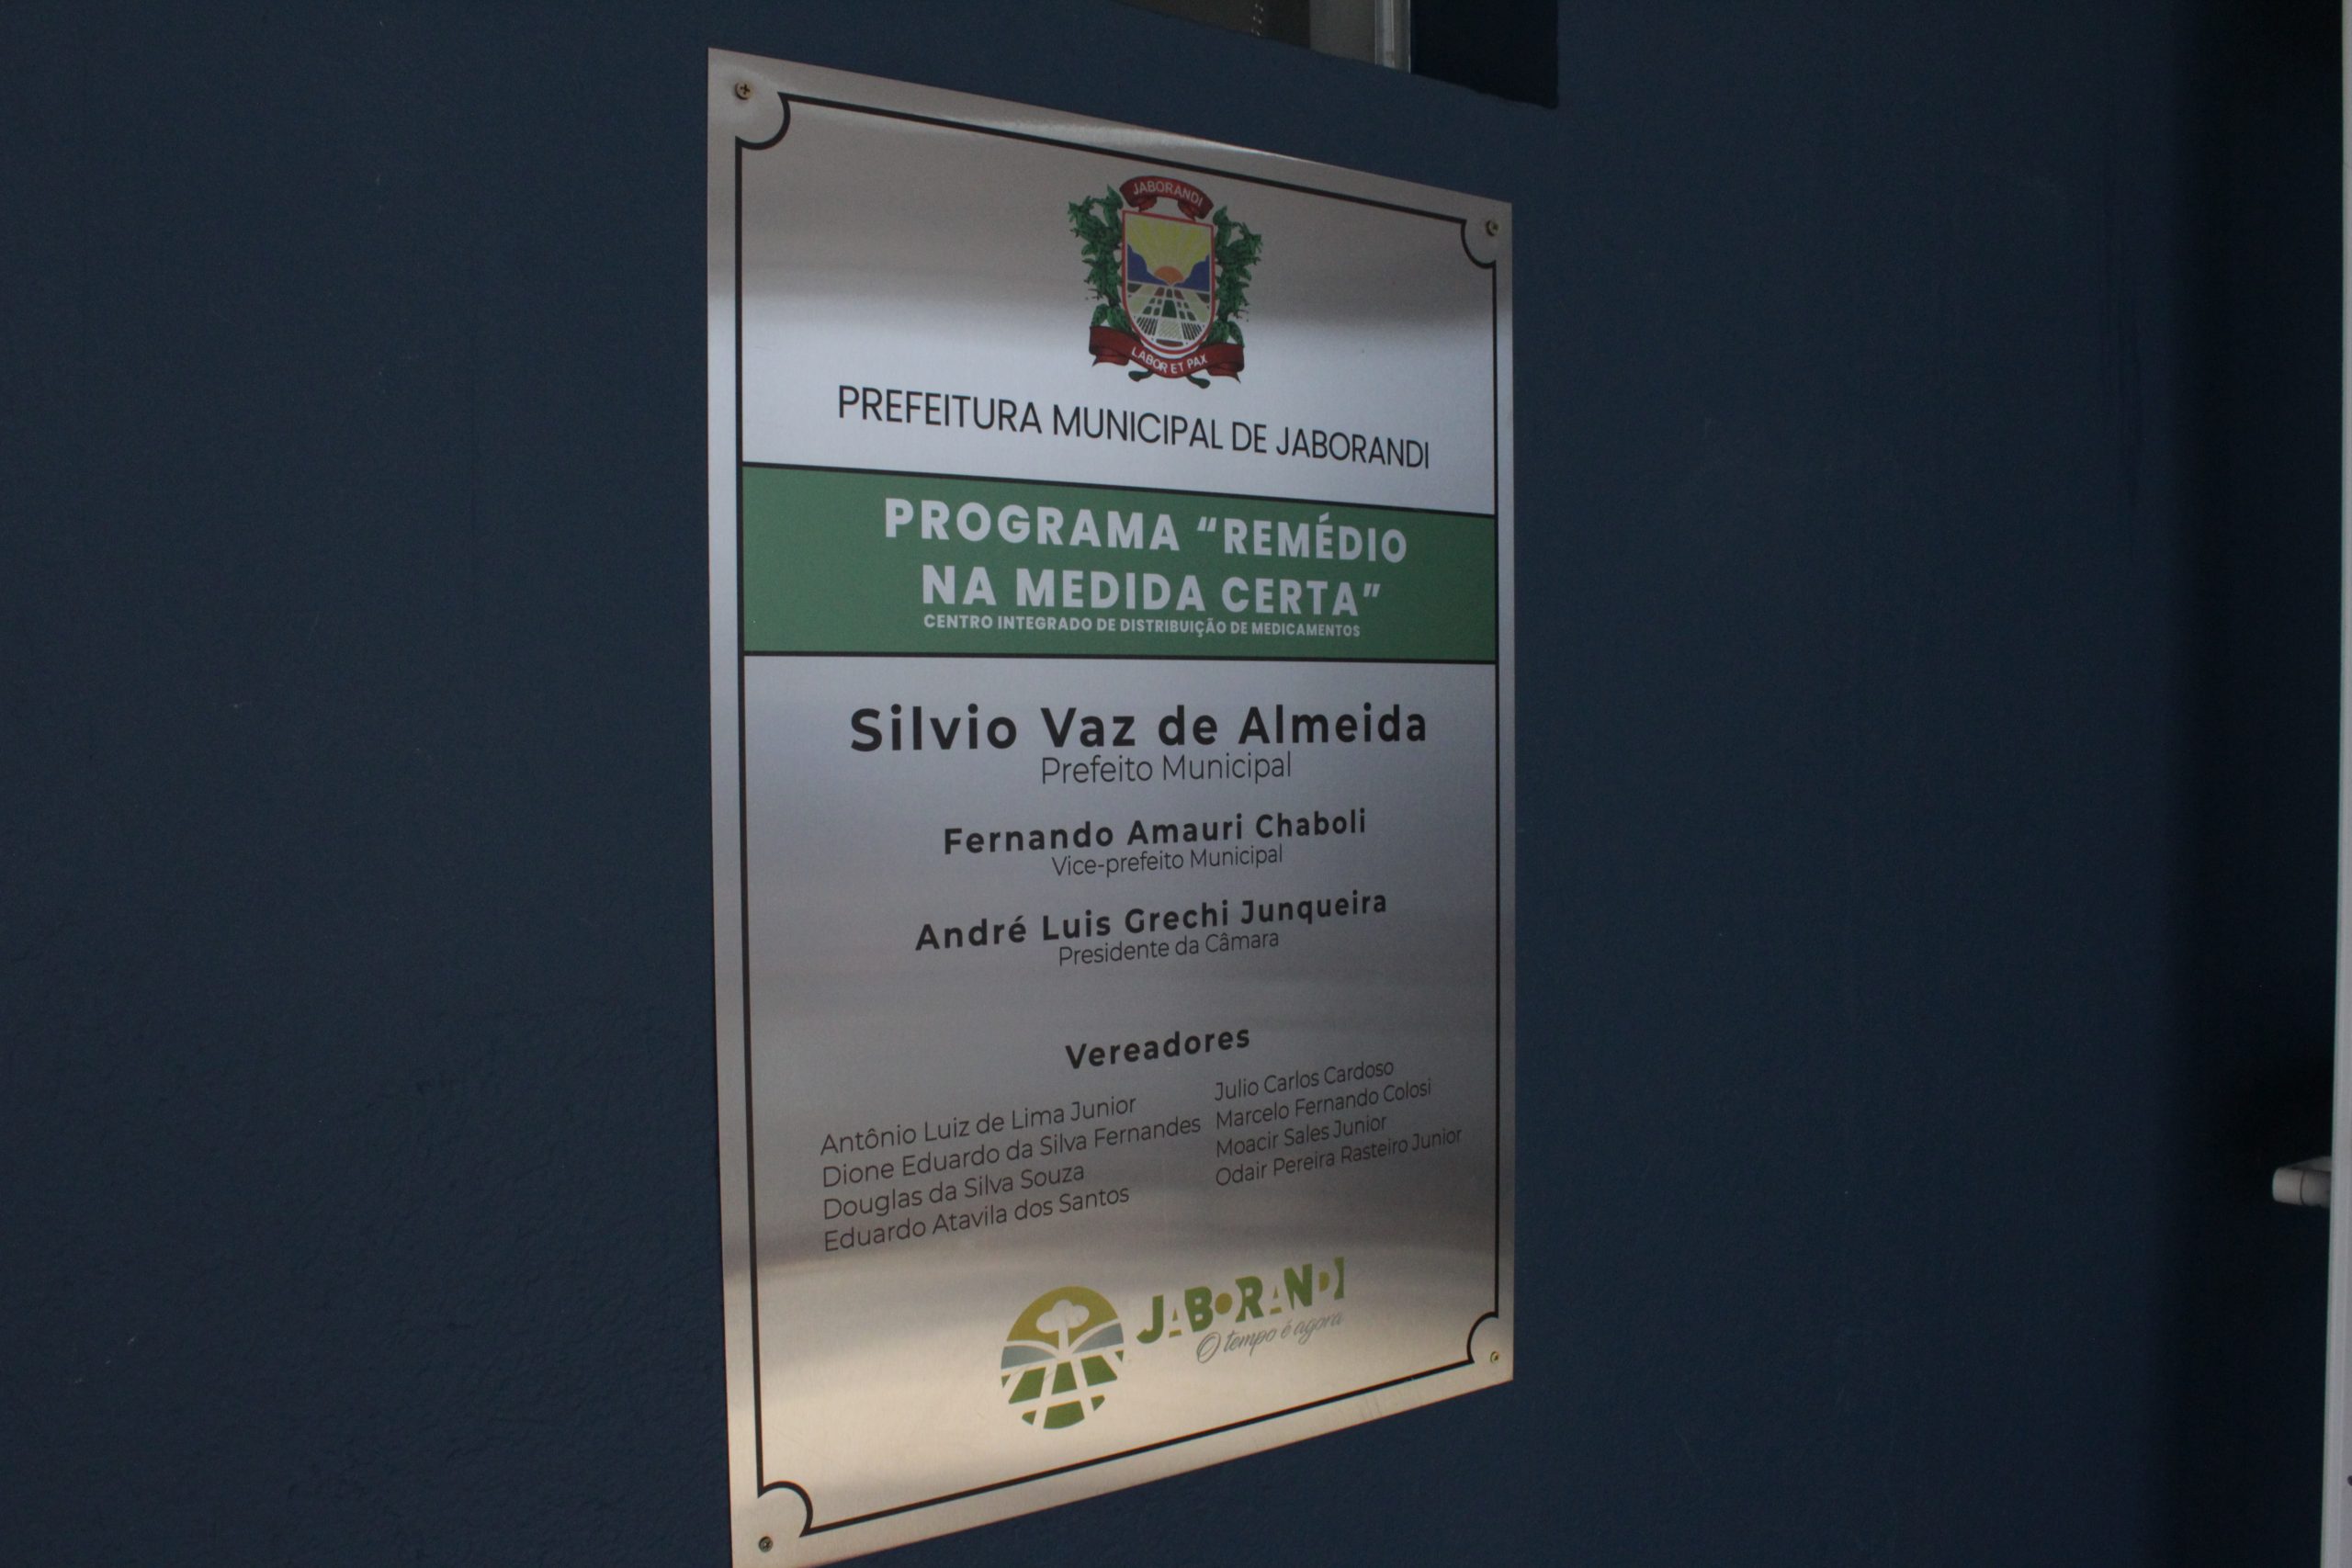 JABORANDI
LABOR ET PAX
PREFEITURA MUNICIPAL DE JABORANDI
PROGRAMA “REMÉDIO
NA MEDIDA CERTA”
CENTRO INTEGRADO DE DISTRIBUIÇÃO DE MEDICAMENTOS
Silvio Vaz de Almeida
Prefeito Municipal
Fernando Amauri Chaboli
Vice-prefeito Municipal
André Luis Grechi Junqueira
Presidente da Câmara
Vereadores
Antônio Luiz de Lima Junior
Dione Eduardo da Silva Fernandes
Douglas da Silva Souza
Eduardo Atavila dos Santos
Julio Carlos Cardoso
Marcelo Fernando Colosi
Moacir Sales Junior
Odair Pereira Rasteiro Junior
JABORANDI
O tempo é agora